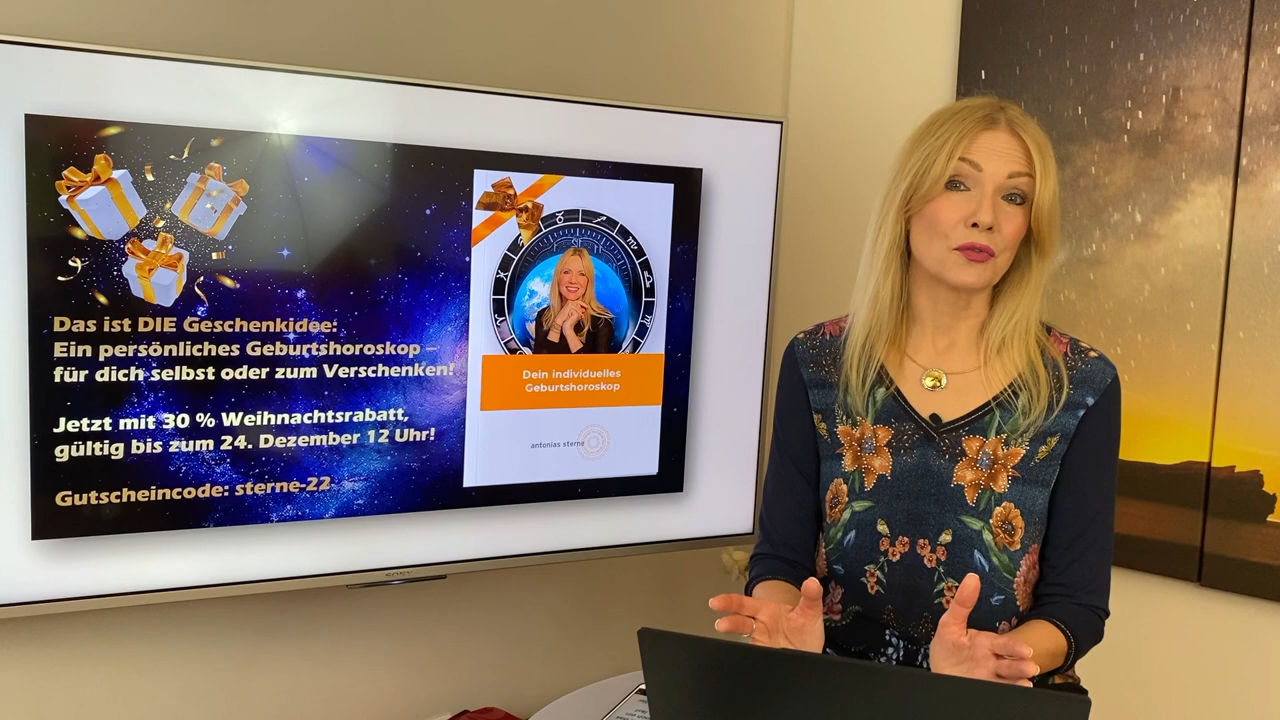 Das ist DIE Geschenkidee:
Ein persönliches Geburtshoroskop –
für dich selbst oder zum Verschenken!
Jetzt mit 30 % Weihnachtsrabatt,
gültig bis zum 24. Dezember 12 Uhr!
Gutscheincode: sterne-22
Dein individuelles
Geburtshoroskop
antonias sterne
SONY